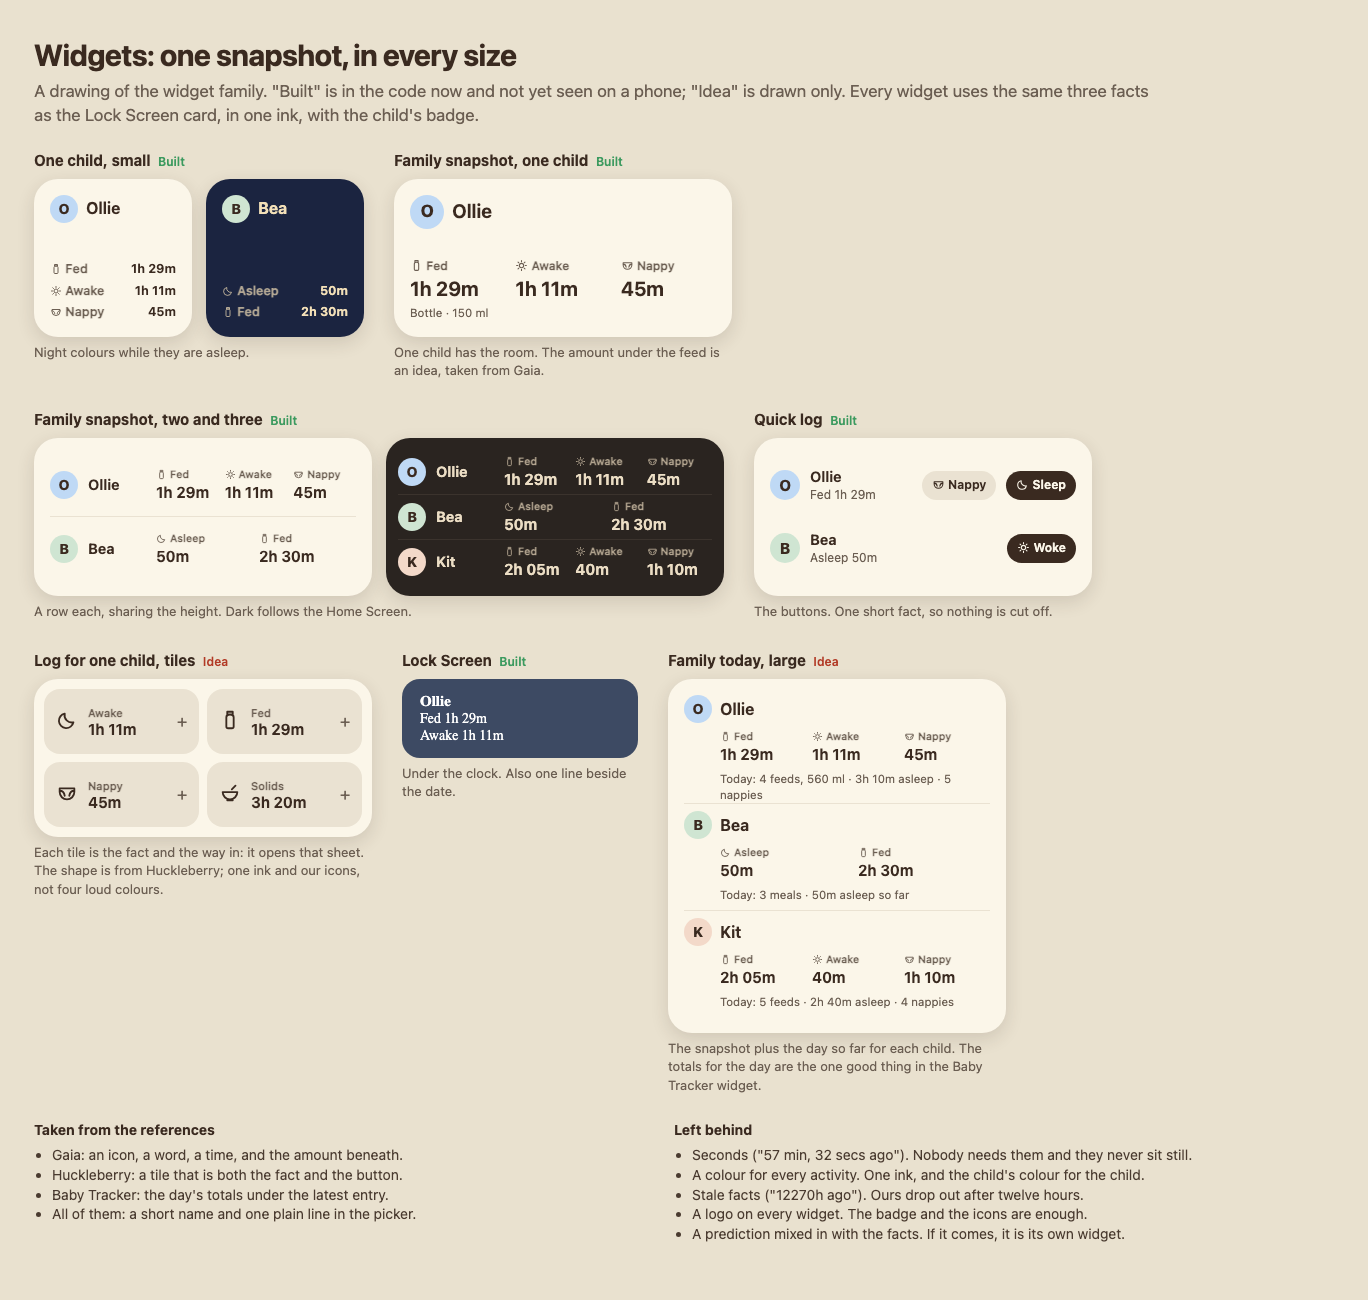 Widgets: one snapshot, in every size
A drawing of the widget family. "Built" is in the code now and not yet seen on a phone; "Idea" is drawn only. Every widget uses the same three facts
as the Lock Screen card, in one ink, with the child's badge.
One child, small Built
O Ollie
Fed 1h 29m
Awake 1h 11m
Nappy 45m
B Bea
Asleep 50m
Fed 2h 30m
Night colours while they are asleep.
Family snapshot, one child Built
O Ollie
Fed Awake Nappy
1h 29m 1h 11m 45m
Bottle · 150 ml
One child has the room. The amount under the feed is
an idea, taken from Gaia.
Family snapshot, two and three Built
O Ollie
Fed Awake Nappy
1h 29m 1h 11m 45m
B Bea
Asleep Fed
50m 2h 30m
O Ollie
Fed Awake Nappy
1h 29m 1h 11m 45m
B Bea
Asleep Fed
50m 2h 30m
K Kit
Fed Awake Nappy
2h 05m 40m 1h 10m
A row each, sharing the height. Dark follows the Home Screen.
Quick log Built
O Ollie
Fed 1h 29m
Nappy Sleep
B Bea
Asleep 50m
Woke
The buttons. One short fact, so nothing is cut off.
Log for one child, tiles Idea
Awake
1h 11m +
Fed
1h 29m +
Nappy
45m +
Solids
3h 20m +
Each tile is the fact and the way in: it opens that sheet.
The shape is from Huckleberry; one ink and our icons,
not four loud colours.
Lock Screen Built
Ollie
Fed 1h 29m
Awake 1h 11m
Under the clock. Also one line beside
the date.
Family today, large Idea
O Ollie
Fed Awake Nappy
1h 29m 1h 11m 45m
Today: 4 feeds, 560 ml · 3h 10m asleep · 5
nappies
B Bea
Asleep Fed
50m 2h 30m
Today: 3 meals · 50m asleep so far
K Kit
Fed Awake Nappy
2h 05m 40m 1h 10m
Today: 5 feeds · 2h 40m asleep · 4 nappies
The snapshot plus the day so far for each child. The
totals for the day are the one good thing in the Baby
Tracker widget.
Taken from the references
• Gaia: an icon, a word, a time, and the amount beneath.
• Huckleberry: a tile that is both the fact and the button.
• Baby Tracker: the day's totals under the latest entry.
• All of them: a short name and one plain line in the picker.
Left behind
• Seconds ("57 min, 32 secs ago"). Nobody needs them and they never sit still.
• A colour for every activity. One ink, and the child's colour for the child.
• Stale facts ("12270h ago"). Ours drop out after twelve hours.
• A logo on every widget. The badge and the icons are enough.
• A prediction mixed in with the facts. If it comes, it is its own widget.